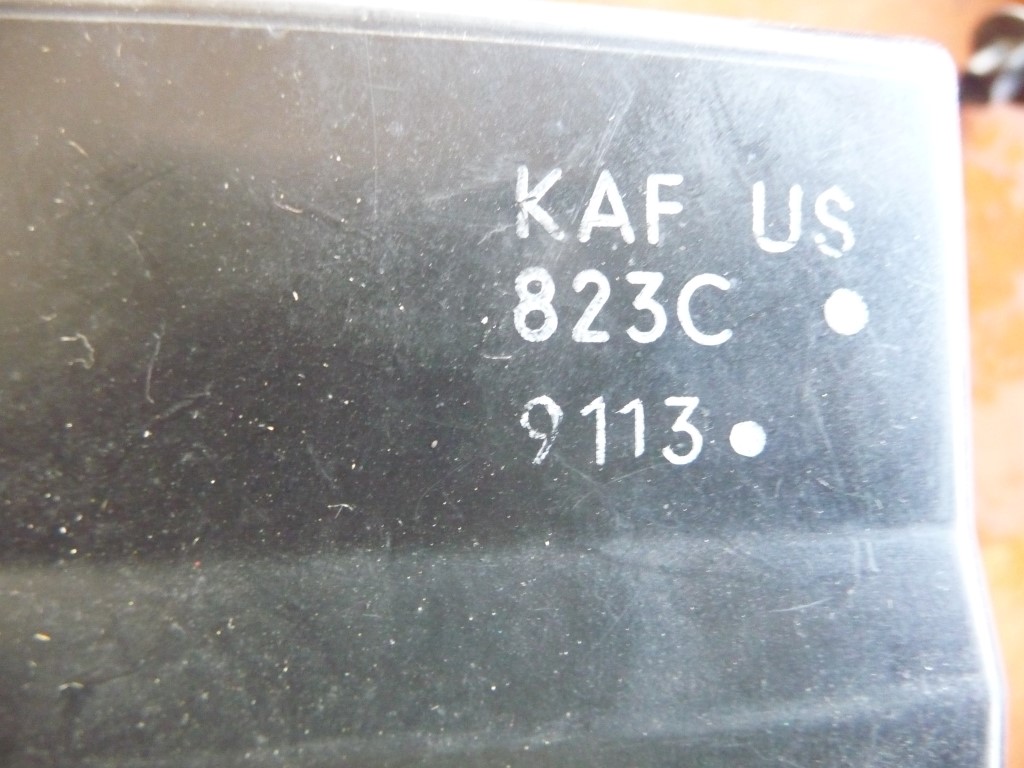 KAF US
823C •
9113•